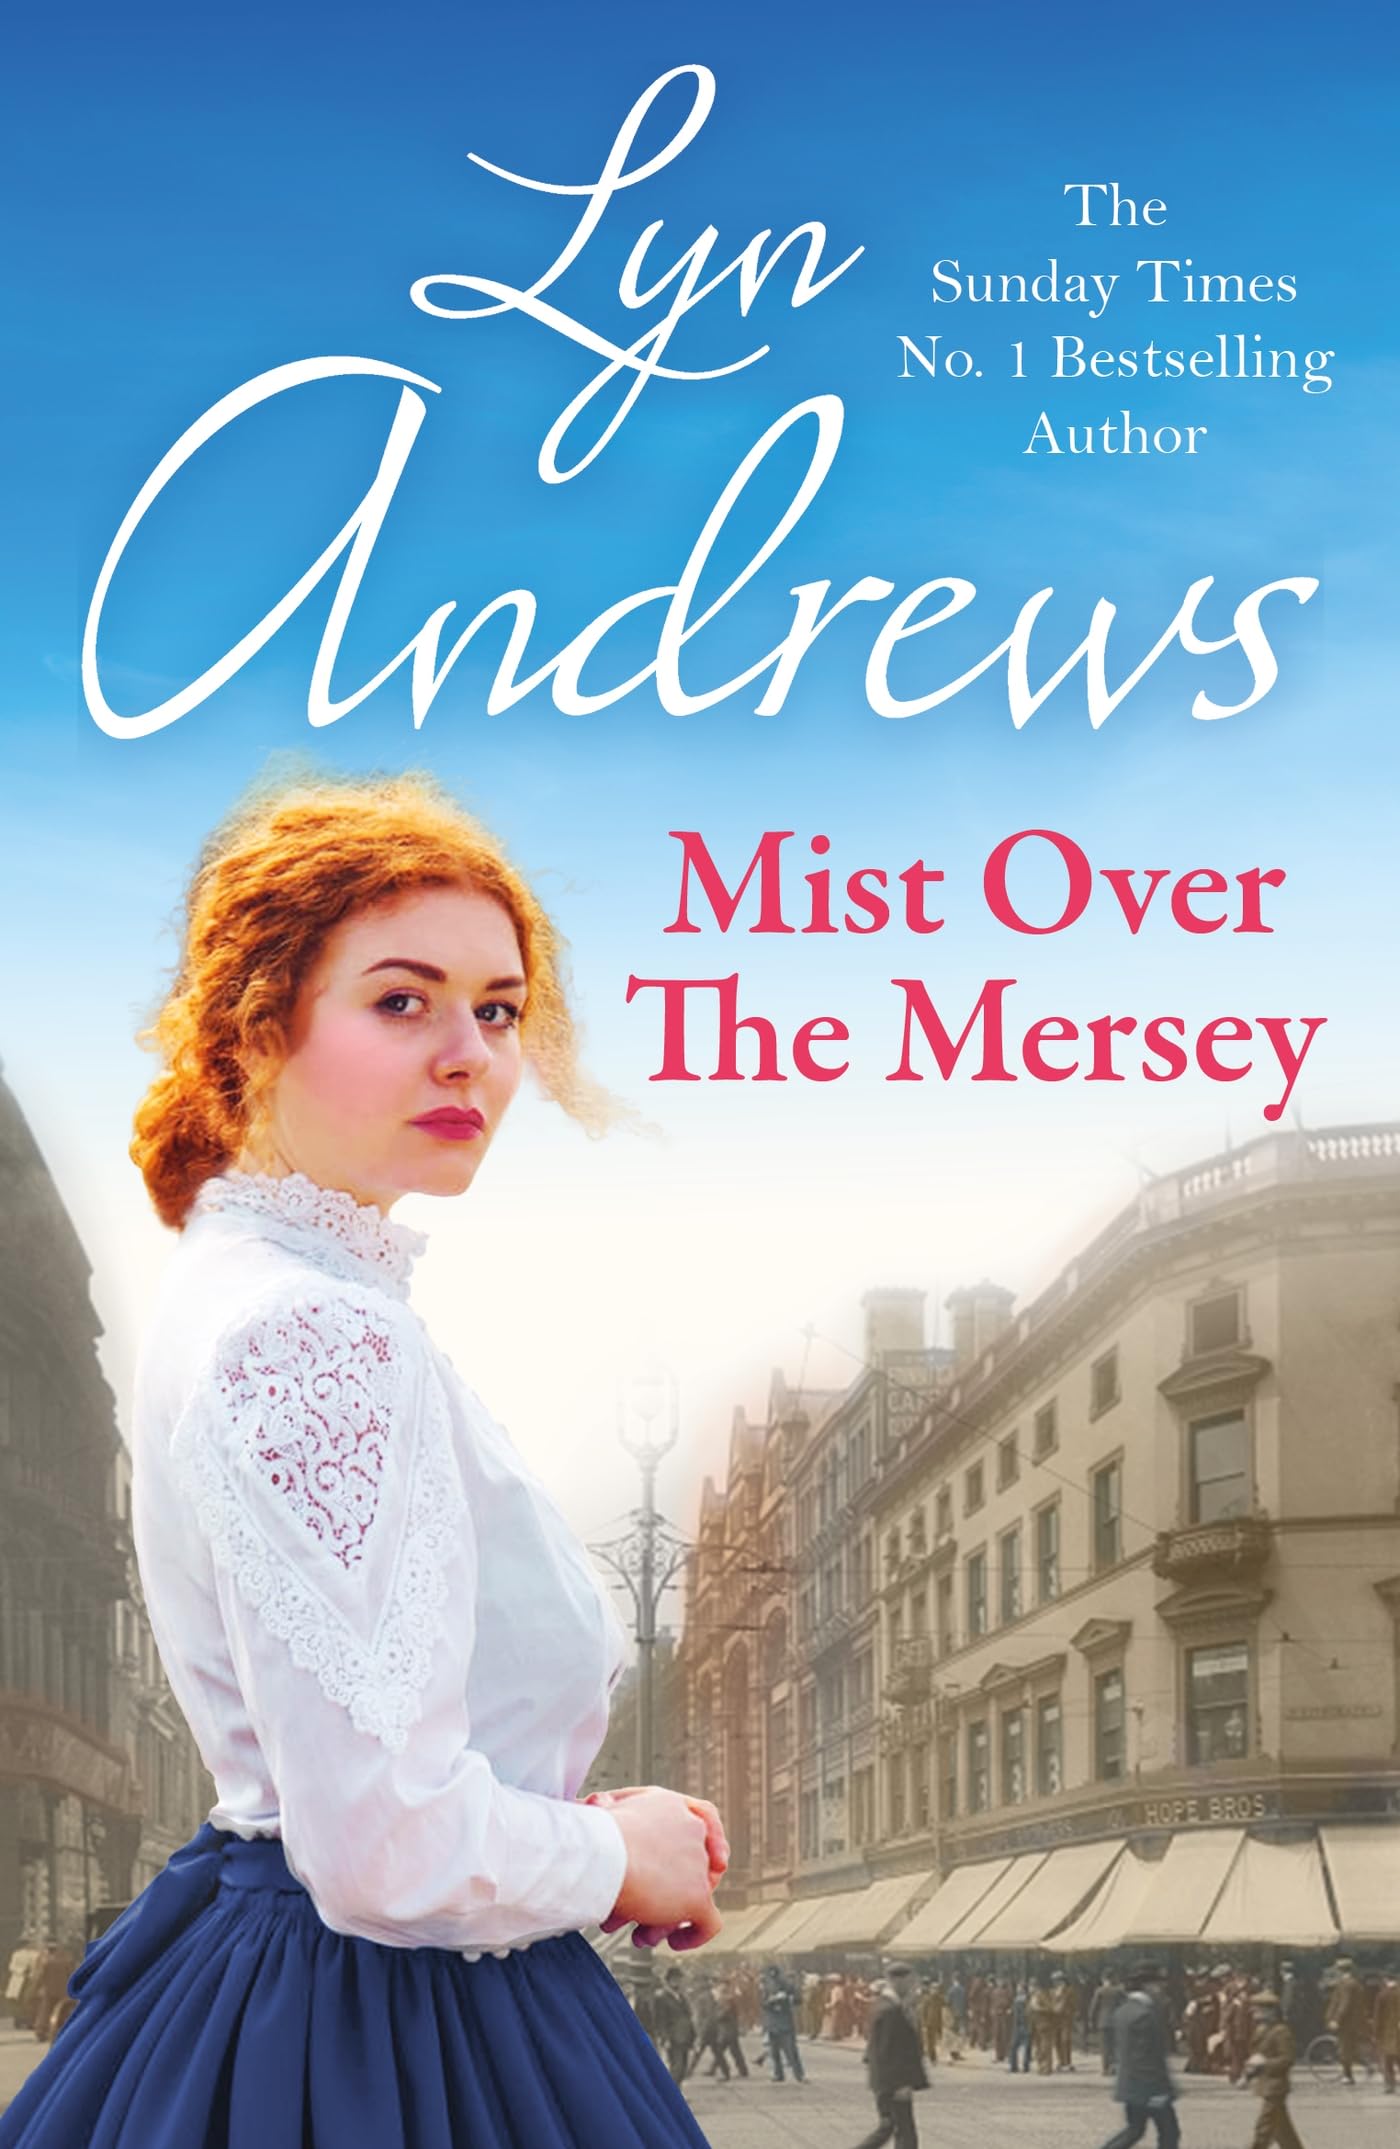 Lyn
Andrews
The
Sunday Times
No. 1 Bestselling
Author
Mist Over
The Mersey
HOPE BROS